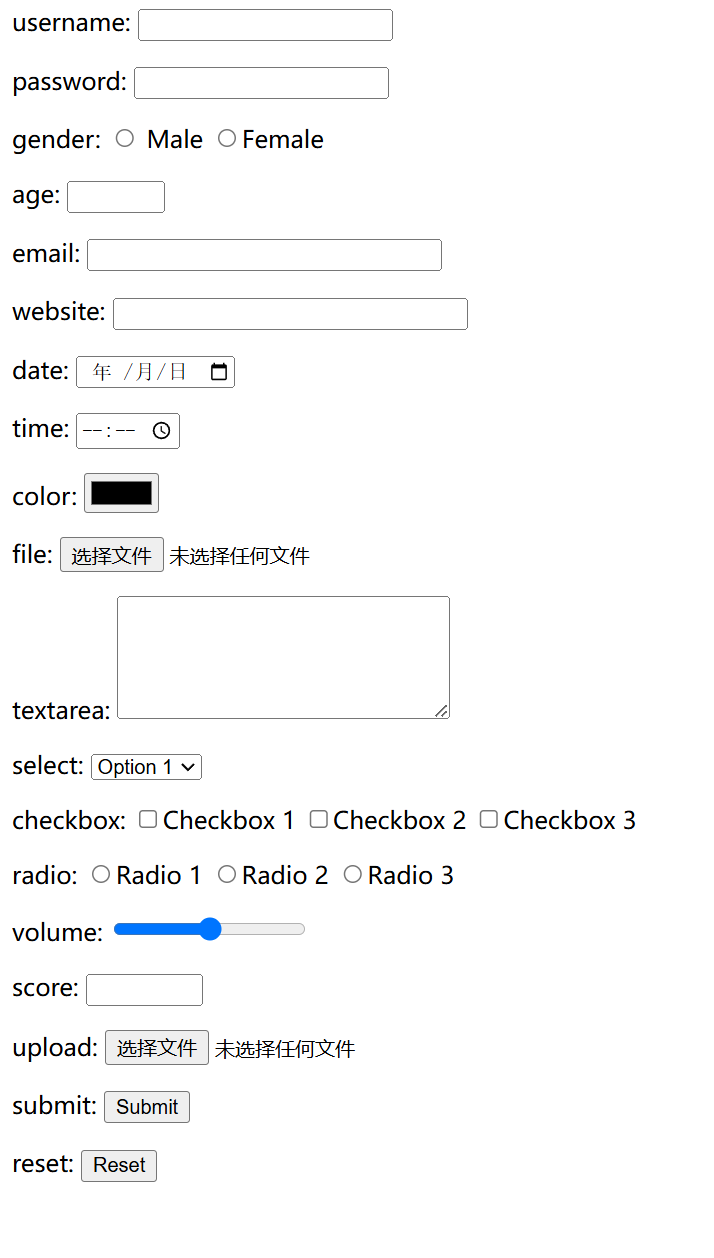 username:
password:
gender: Male Female
age:
email:
website:
date: 年 /月/日
time: --:--
color:
file: 选择文件 未选择任何文件
textarea:
select: Option 1
checkbox: Checkbox 1 Checkbox 2 Checkbox 3
radio: Radio 1 Radio 2 Radio 3
volume:
score:
upload: 选择文件 未选择任何文件
submit: Submit
reset: Reset